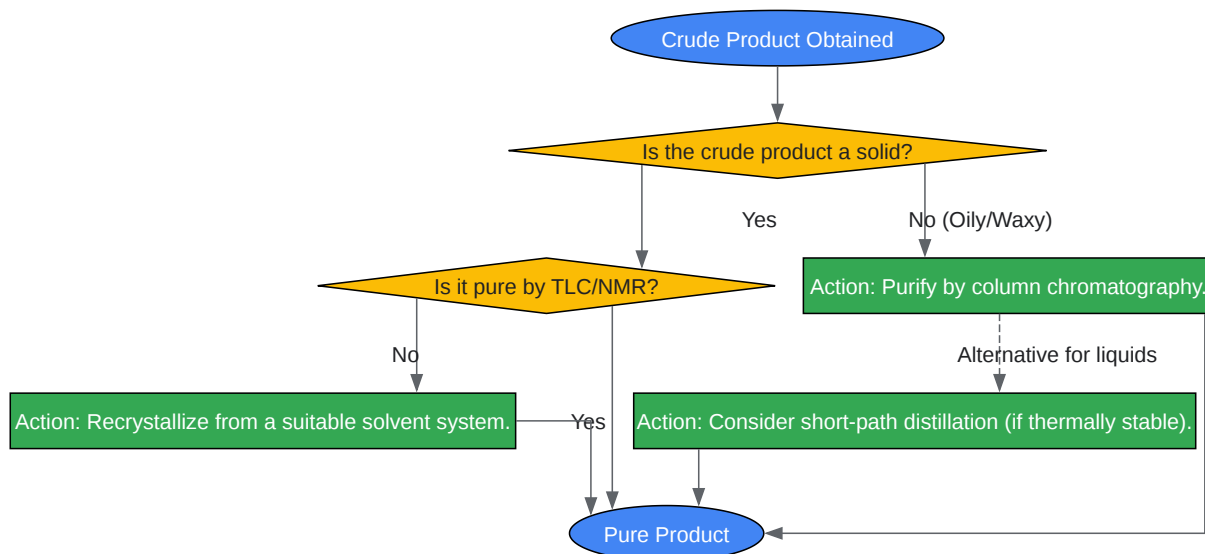 Crude Product Obtained
Is the crude product a solid?
Yes
No (Oily/Waxy)
Is it pure by TLC/NMR?
Action: Purify by column chromatography.
No
Alternative for liquids
Action: Recrystallize from a suitable solvent system.
Yes
Action: Consider short-path distillation (if thermally stable).
Pure Product